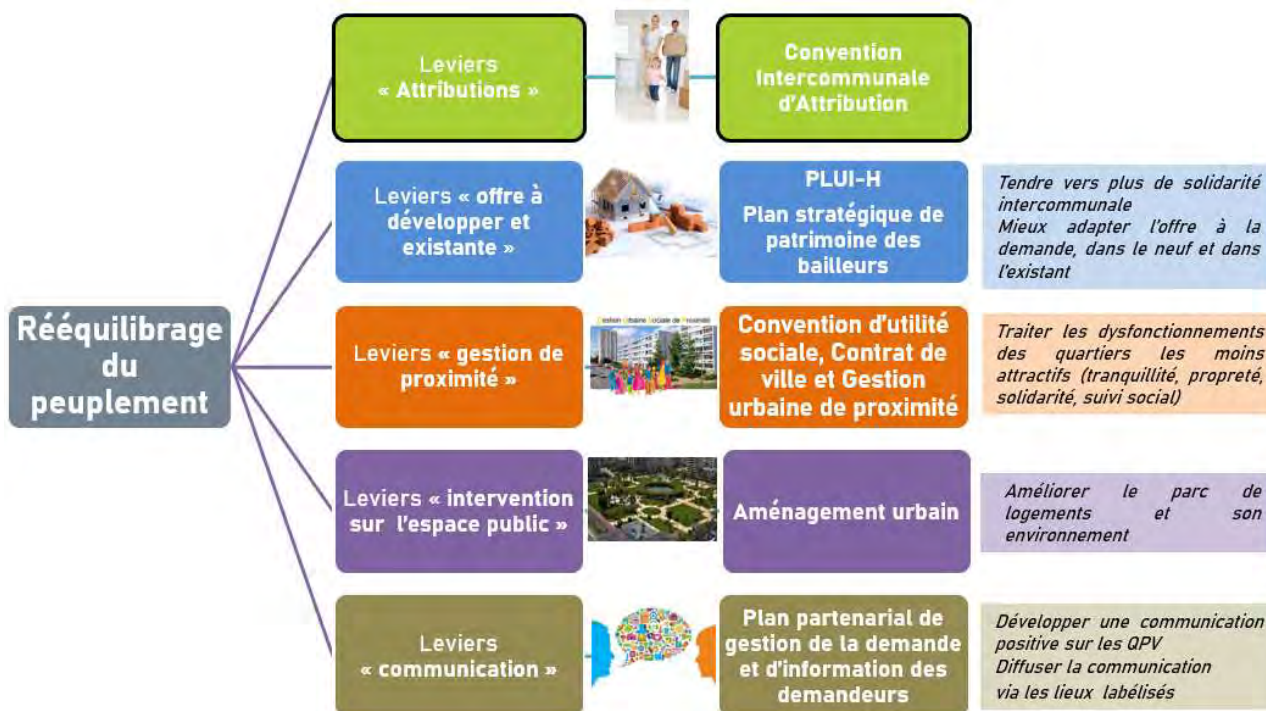 Rééquilibrage
du
peuplement
Leviers
« Attributions »
Convention
Intercommunale
d'Attribution
Leviers « offre à
développer et
existante »
PLUI-H
Plan stratégique de
patrimoine des
bailleurs
Tendre vers plus de solidarité
intercommunale
Mieux adapter l'offre à la
demande, dans le neuf et dans
l'existant
Leviers « gestion de
proximité »
Gestion Urbaine Sociale de Proximité
Convention d'utilité
sociale, Contrat de
ville et Gestion
urbaine de proximité
Traiter les dysfonctionnements
des quartiers les moins
attractifs (tranquillité, propreté,
solidarité, suivi social)
Leviers « intervention
sur l'espace public »
Aménagement urbain
Améliorer le parc de
logements et son
environnement
Leviers
« communication »
Plan partenarial de
gestion de la demande
et d'information des
demandeurs
Développer une communication
positive sur les QPV
Diffuser la communication
via les lieux labélisés